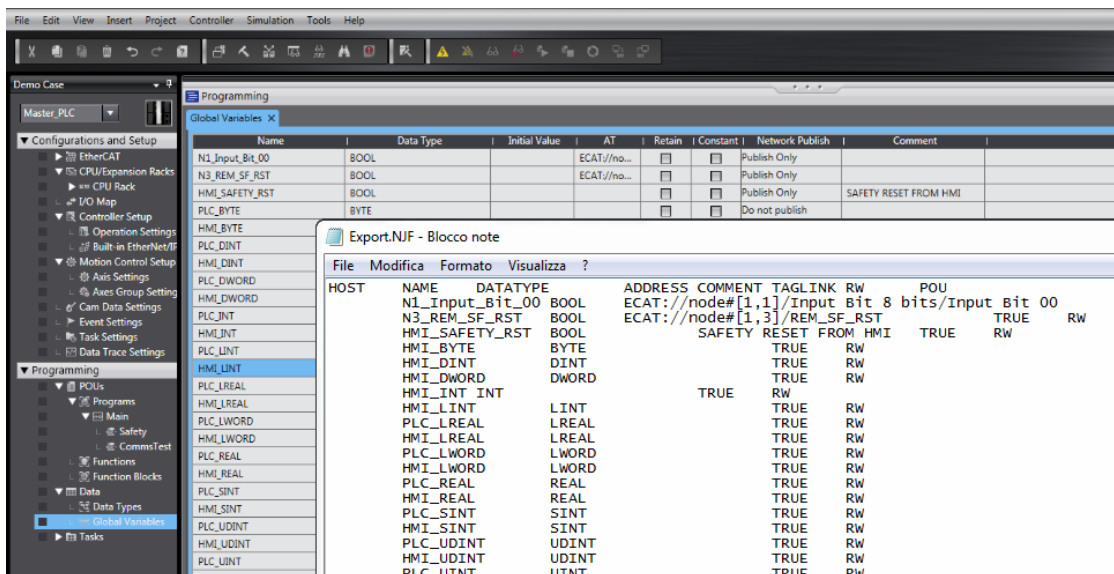 File Edit View Insert Project Controller Simulation Tools Help
Demo Case
Master_PLC
Configurations and Setup
EtherCAT
CPU/Expansion Racks
CPU Rack
I/O Map
Controller Setup
Operation Settings
Built-in EtherNet/IP
Motion Control Setup
Axis Settings
Axes Group Setting
Cam Data Settings
Event Settings
Task Settings
Data Trace Settings
Programming
POUs
Programs
Main
Safety
CommsTest
Functions
Function Blocks
Data
Data Types
Global Variables
Tasks
Programming
Global Variables X
Name Data Type Initial Value AT Retain Constant Network Publish Comment
N1_Input_Bit_00 BOOL ECAT://no... Publish Only
N3_REM_SF_RST BOOL ECAT://no... Publish Only
HMI_SAFETY_RST BOOL Publish Only SAFETY RESET FROM HMI
PLC_BYTE BYTE Do not publish
HMI_BYTE
PLC_DINT
HMI_DINT
PLC_DWORD
HMI_DWORD
PLC_INT
HMI_INT
PLC_LINT
HMI_LINT
PLC_LREAL
HMI_LREAL
PLC_LWORD
HMI_LWORD
PLC_REAL
HMI_REAL
PLC_SINT
HMI_SINT
PLC_UDINT
HMI_UDINT
PLC_UINT
Export.NJF - Blocco note
File Modifica Formato Visualizza ?
HOST NAME DATATYPE ADDRESS COMMENT TAGLINK RW POU
N1_Input_Bit_00 BOOL ECAT://node#[1,1]/Input Bit 8 bits/Input Bit 00
N3_REM_SF_RST BOOL ECAT://node#[1,3]/REM_SF_RST TRUE RW
HMI_SAFETY_RST BOOL SAFETY RESET FROM HMI TRUE RW
HMI_BYTE BYTE TRUE RW
HMI_DINT DINT TRUE RW
HMI_DWORD DWORD TRUE RW
HMI_INT INT TRUE RW
HMI_LINT LINT TRUE RW
PLC_LREAL LREAL TRUE RW
HMI_LREAL LREAL TRUE RW
PLC_LWORD LWORD TRUE RW
HMI_LWORD LWORD TRUE RW
PLC_REAL REAL TRUE RW
HMI_REAL REAL TRUE RW
PLC_SINT SINT TRUE RW
HMI_SINT SINT TRUE RW
PLC_UDINT UDINT TRUE RW
HMI_UDINT UDINT TRUE RW
PLC_UINT UINT TRUE RW